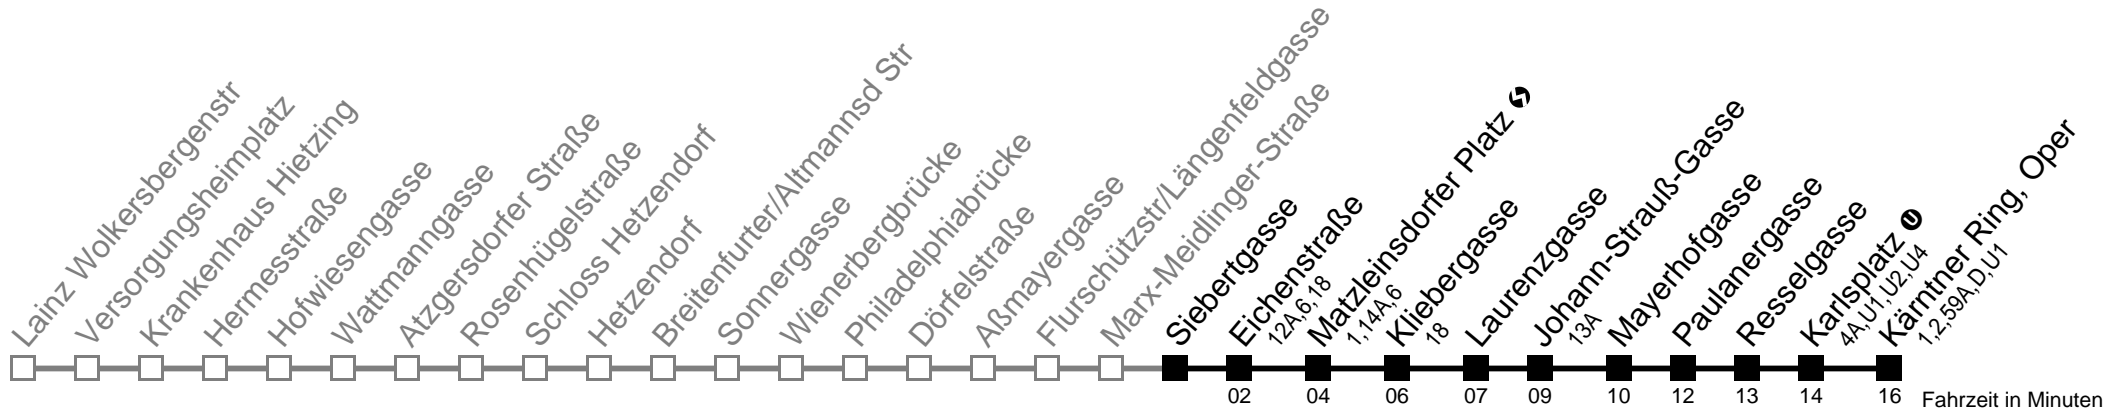 Lainz Wolkersbergenstr
Versorgungsheimplatz
Krankenhaus Hietzing
Hermesstraße
Hofwiesengasse
Wattmanngasse
Atzgersdorfer Straße
Rosenhügelstraße
Schloss Hetzendorf
Hetzendorf
Breitenfurter/Altmannsd Str
Sonnergasse
Wienerbergbrücke
Philadelphiabrücke
Dörfelstraße
Aßmayergasse
Flurschützstr/Längenfeldgasse
Marx-Meidlinger-Straße
Siebertgasse
Eichenstraße
12A,6,18
Matzleinsdorfer Platz
1,14A,6
Kliebergasse
18
Laurenzgasse
Johann-Strauß-Gasse
13A
Mayerhofgasse
Paulanergasse
Resselgasse
Karlsplatz U
4A,U1,U2,U4
Kärntner Ring, Oper
1,2,59A,D,U1
02 04 06 07 09 10 12 13 14 16 Fahrzeit in Minuten